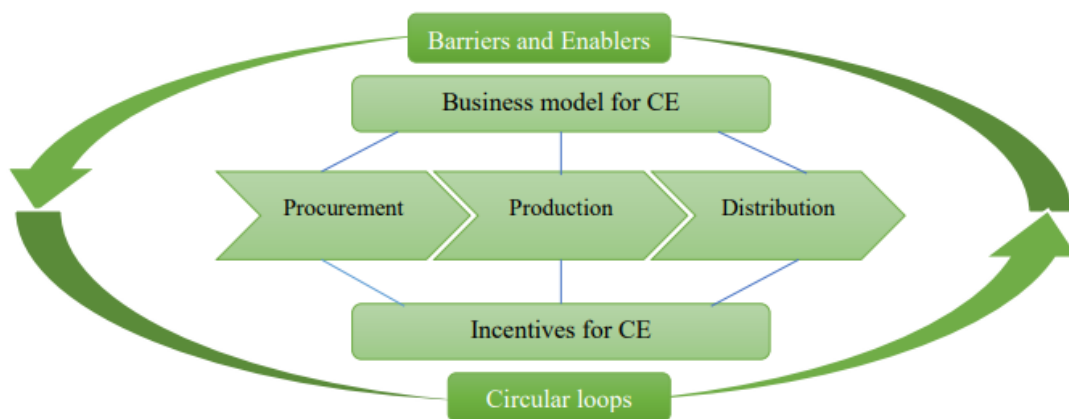 Barriers and Enablers
Business model for CE
Procurement
Production
Distribution
Incentives for CE
Circular loops